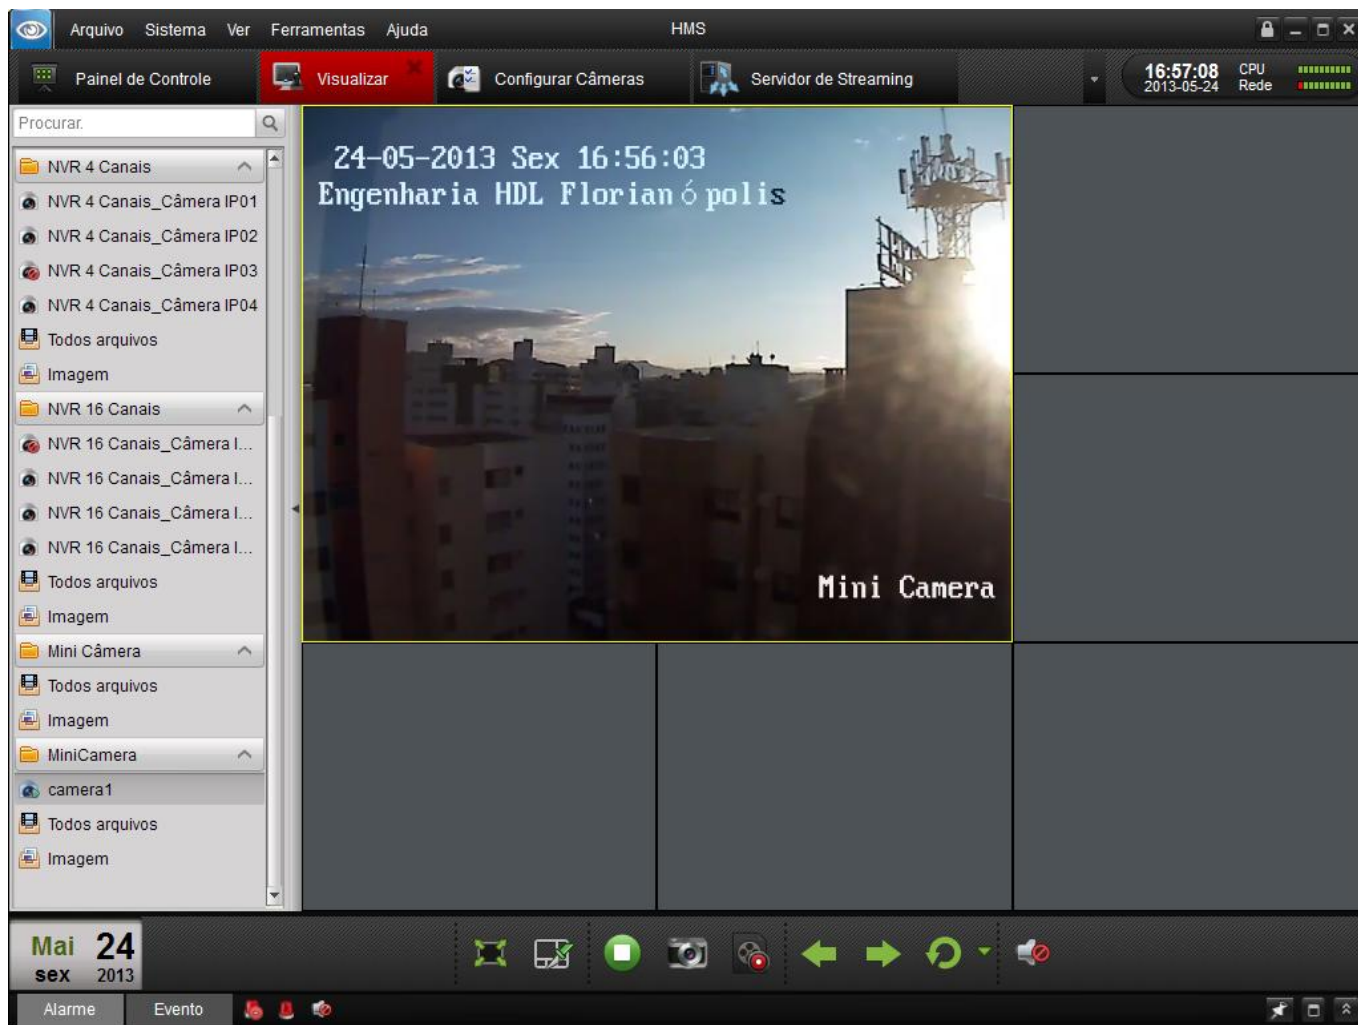 Arquivo Sistema Ver Ferramentas Ajuda HMS
Painel de Controle Visualizar Configurar Câmeras Servidor de Streaming
16:57:08 CPU
2013-05-24 Rede
Procurar.
NVR 4 Canais
NVR 4 Canais_Câmera IP01
NVR 4 Canais_Câmera IP02
NVR 4 Canais_Câmera IP03
NVR 4 Canais_Câmera IP04
Todos arquivos
Imagem
NVR 16 Canais
NVR 16 Canais_Câmera I...
NVR 16 Canais_Câmera I...
NVR 16 Canais_Câmera I...
NVR 16 Canais_Câmera I...
Todos arquivos
Imagem
Mini Câmera
Todos arquivos
Imagem
MiniCamera
camera1
Todos arquivos
Imagem
24-05-2013 Sex 16:56:03
Engenharia HDL Florianópolis
Mini Camera
Mai 24
sex 2013
Alarme Evento